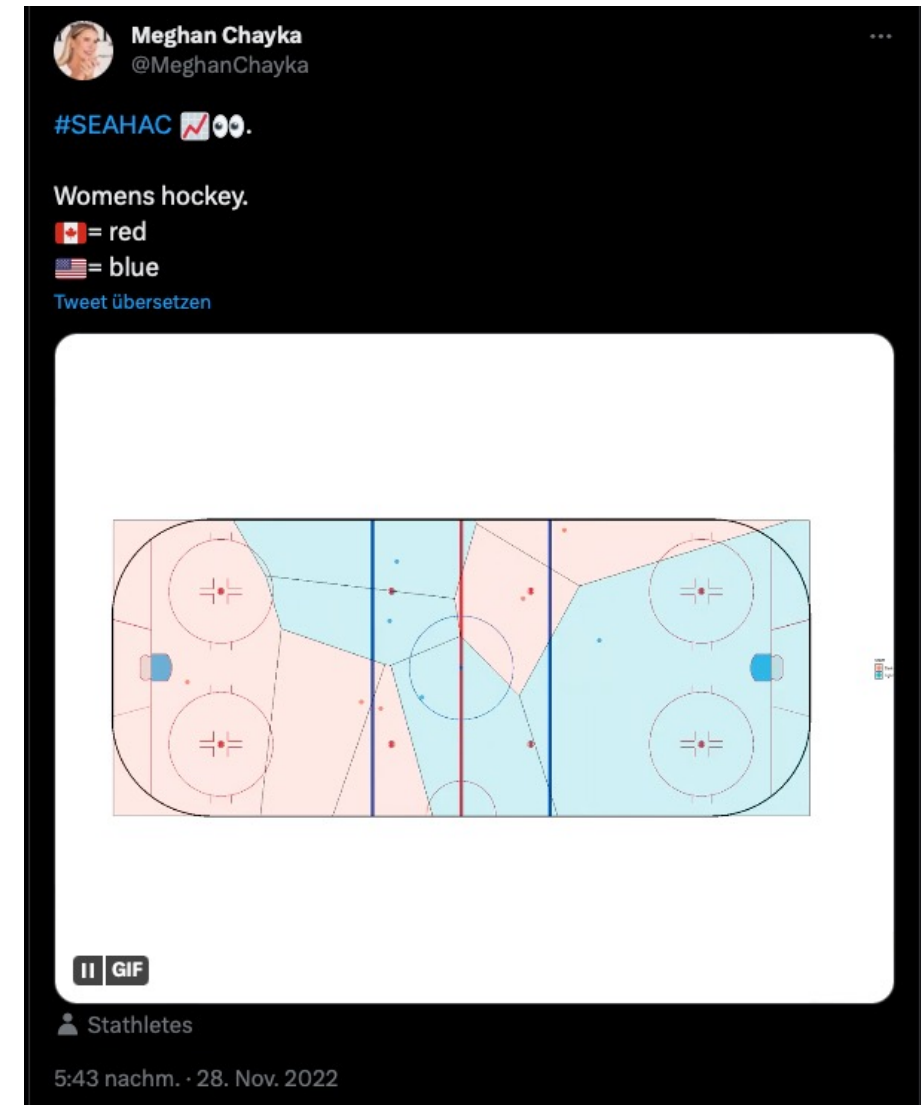 Meghan Chayka
@MeghanChayka
#SEAHAC 📈👀.
Womens hockey.
🇨🇦= red
🇺🇸= blue
Tweet übersetzen
GIF
Stathletes
5:43 nachm. · 28. Nov. 2022